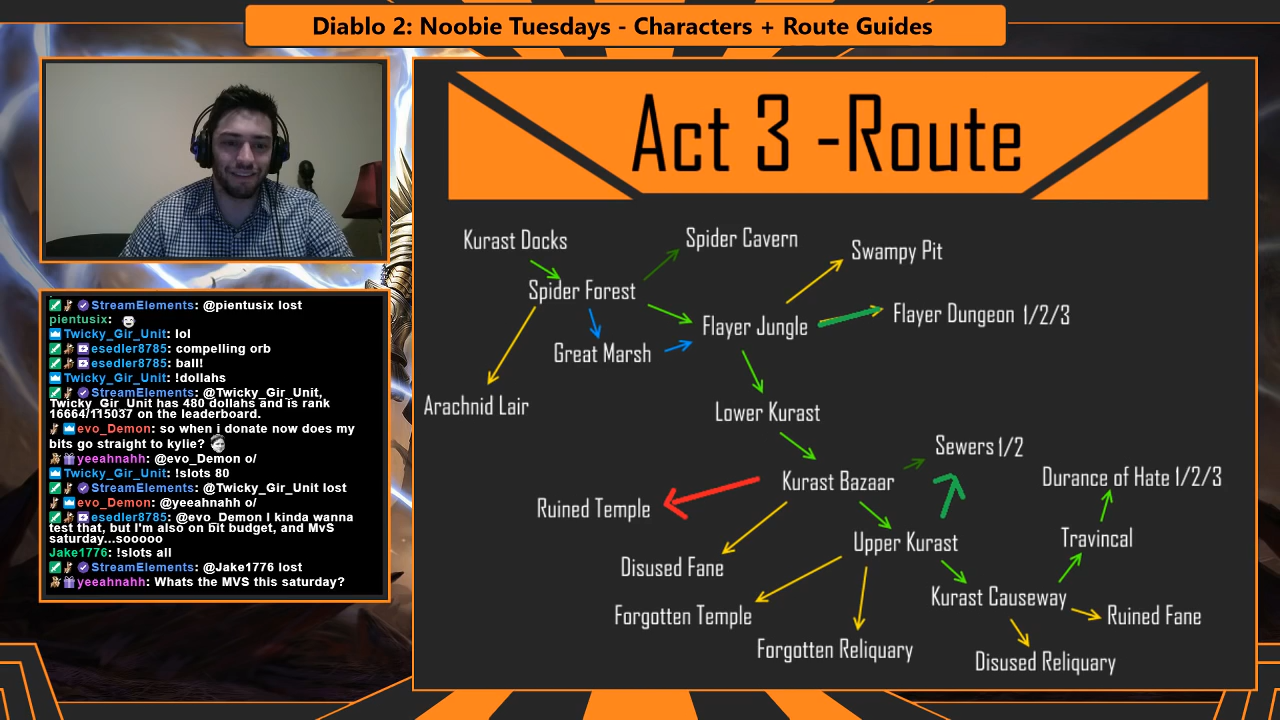 Diablo 2: Noobie Tuesdays - Characters + Route Guides
StreamElements: @pientusix lost
pientusix:
Twicky_Gir_Unit: lol
esedler8785: compelling orb
esedler8785: ball!
Twicky_Gir_Unit: !dollahs
StreamElements: @Twicky_Gir_Unit,
Twicky_Gir_Unit has 480 dollahs and is rank
16664/115037 on the leaderboard.
evo_Demon: so when i donate now does my
bits go straight to kylie?
yeeahnahh: @evo_Demon o/
Twicky_Gir_Unit: !slots 80
StreamElements: @Twicky_Gir_Unit lost
evo_Demon: @yeeahnahh o/
esedler8785: @evo_Demon I kinda wanna
test that, but I'm also on bit budget, and MvS
saturday...sooooo
Jake1776: !slots all
StreamElements: @Jake1776 lost
yeeahnahh: Whats the MVS this saturday?
Act 3 -Route
Kurast Docks
Spider Cavern
Swampy Pit
Spider Forest
Flayer Jungle
Flayer Dungeon 1/2/3
Great Marsh
Arachnid Lair
Lower Kurast
Sewers 1/2
Kurast Bazaar
Durance of Hate 1/2/3
Ruined Temple
Upper Kurast
Travincal
Disused Fane
Kurast Causeway
Forgotten Temple
Ruined Fane
Forgotten Reliquary
Disused Reliquary